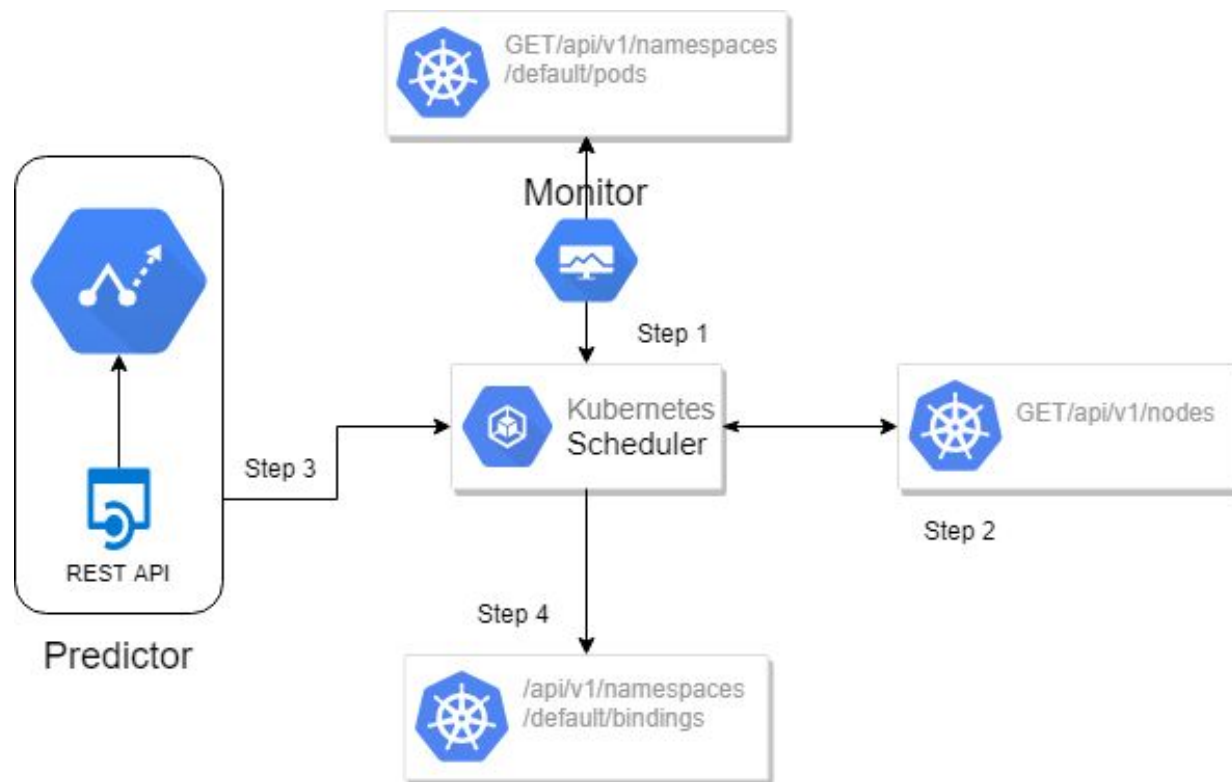 GET/api/v1/namespaces
/default/pods
Monitor
Step 1
Kubernetes
Scheduler
GET/api/v1/nodes
Step 3
Step 2
REST API
Step 4
Predictor
/api/v1/namespaces
/default/bindings